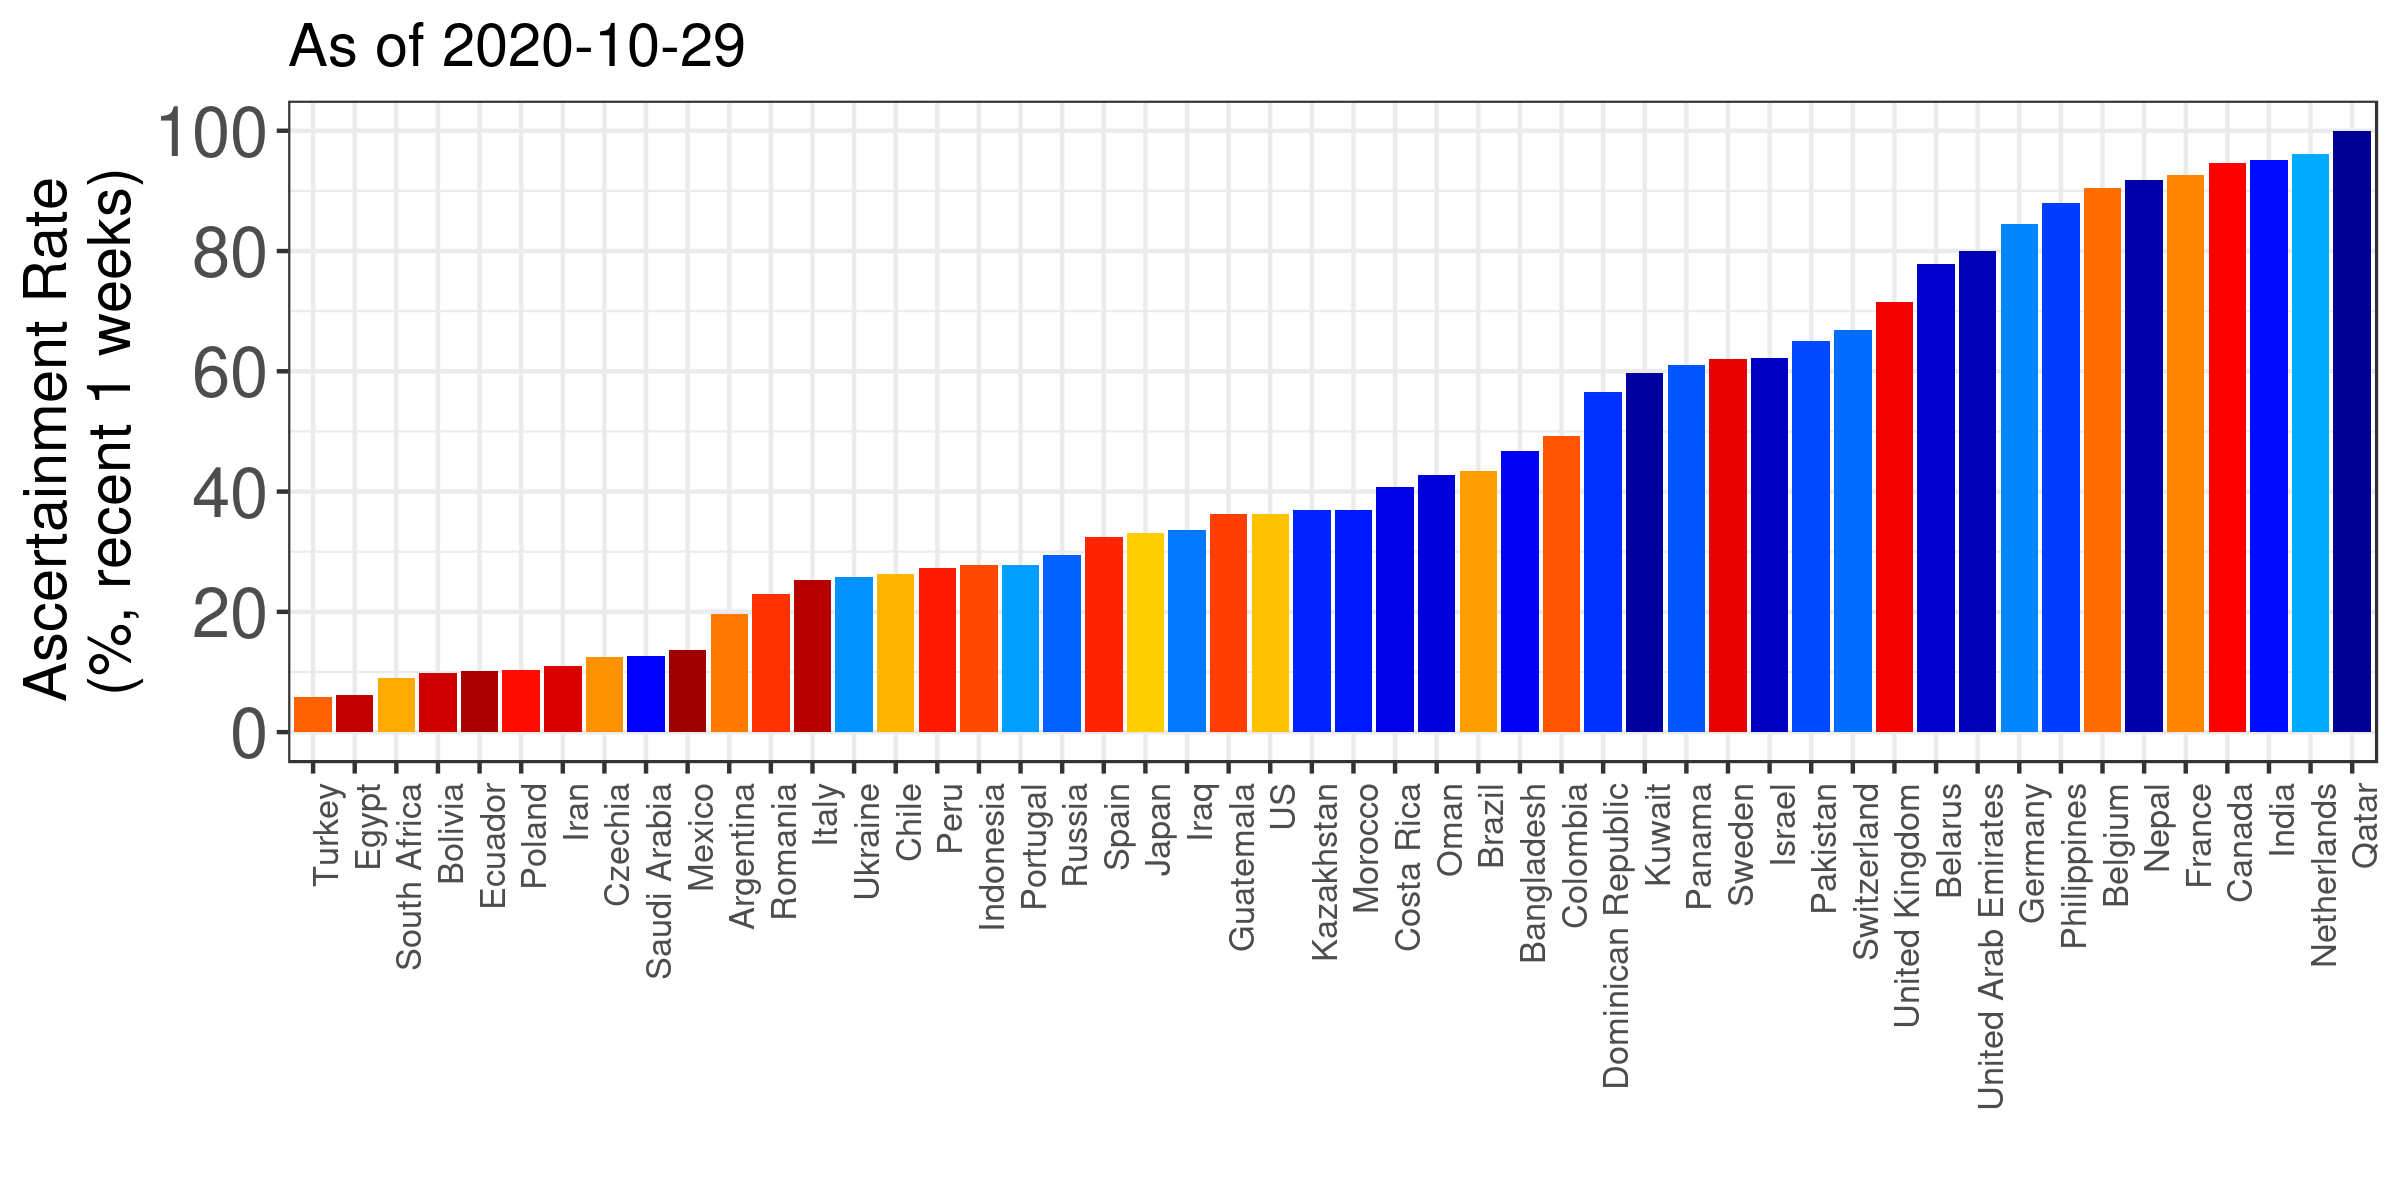 As of 2020-10-29
Ascertainment Rate
(%, recent 1 weeks)
100
80
60
40
20
0
Turkey
Egypt
South Africa
Bolivia
Ecuador
Poland
Iran
Czechia
Saudi Arabia
Mexico
Argentina
Romania
Italy
Ukraine
Chile
Peru
Indonesia
Portugal
Russia
Spain
Japan
Iraq
Guatemala
US
Kazakhstan
Morocco
Costa Rica
Oman
Brazil
Bangladesh
Colombia
Dominican Republic
Kuwait
Panama
Sweden
Israel
Pakistan
Switzerland
United Kingdom
Belarus
United Arab Emirates
Germany
Philippines
Belgium
Nepal
France
Canada
India
Netherlands
Qatar